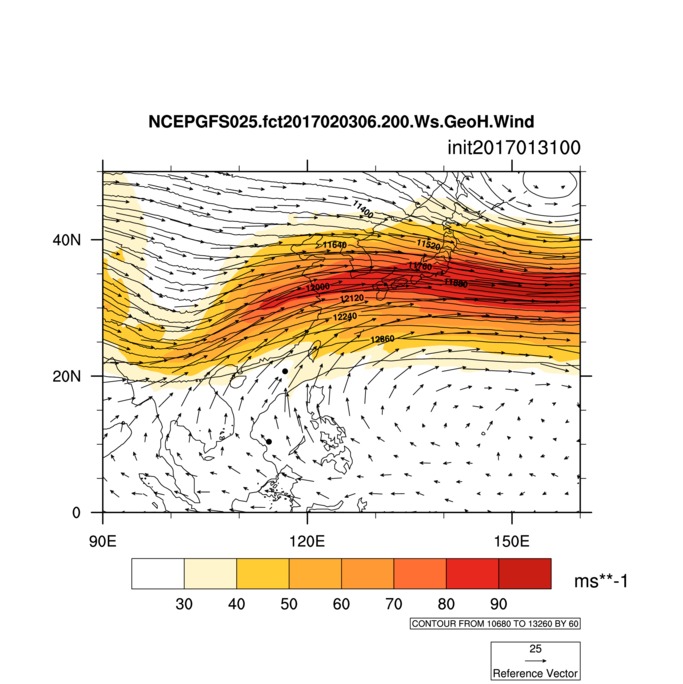 NCEPGFS025.fct2017020306.200.Ws.GeoH.Wind
init2017013100
11400
11640
11520
11760
12000
11880
12120
12240
12360
40N
20N
0
90E 120E 150E
30 40 50 60 70 80 90
ms**-1
CONTOUR FROM 10680 TO 13260 BY 60
25
Reference Vector